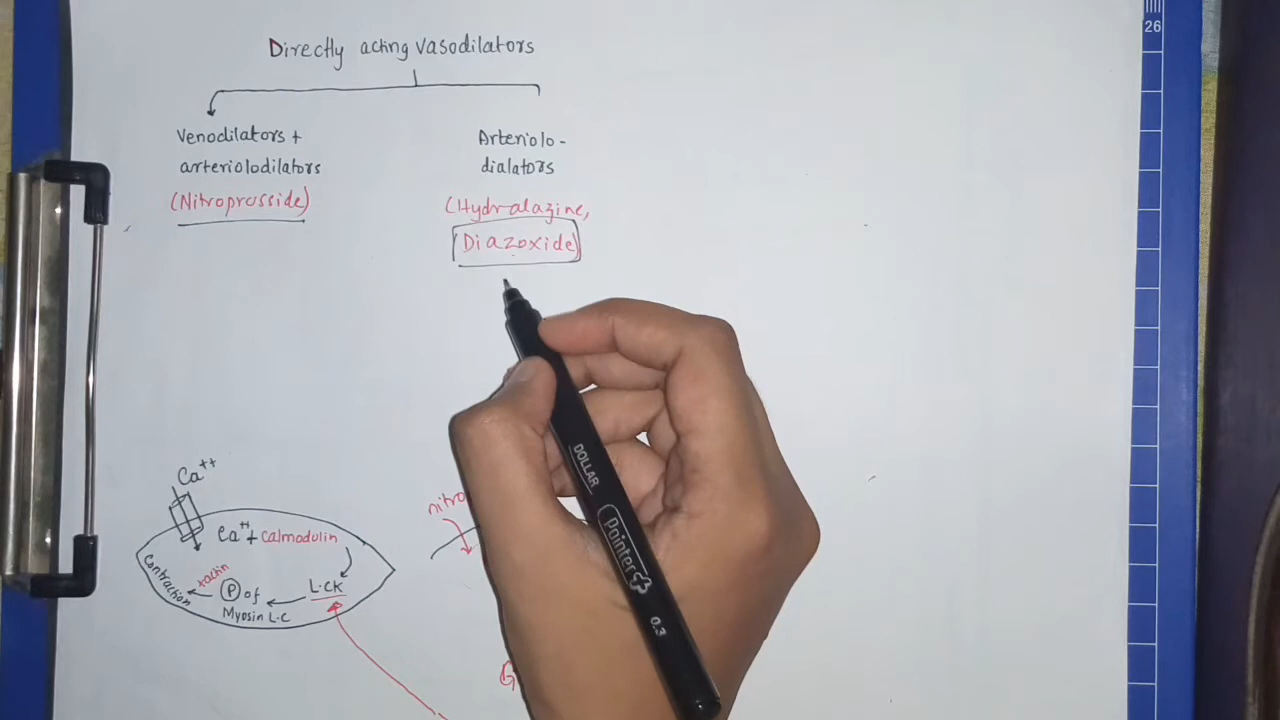 Directly acting vasodilators
Venodilators +
arteriolodilators
(Nitroprusside)
Arteriolo-
dialators
(Hydralazine,
Diazoxide)
Ca++
Ca++ + Calmodulin
L.CK
P of
Myosin L.C
+actin
Contraction
nitro
G
DOLLAR
Pointer
0.3
26